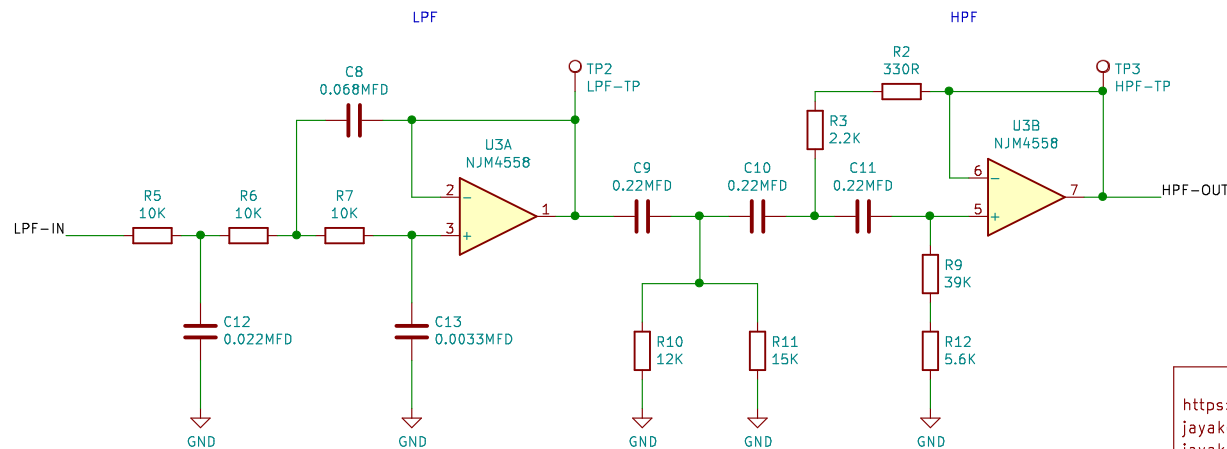 LPF
HPF
R2
330R
TP2
LPF-TP
TP3
HPF-TP
C8
0.068MFD
R3
2.2K
U3A
NJM4558
U3B
NJM4558
C9
0.22MFD
C10
0.22MFD
C11
0.22MFD
2
−
1
3
+
6
−
7
5
+
HPF-OUT
R5
10K
R6
10K
R7
10K
LPF-IN
R9
39K
C12
0.022MFD
C13
0.0033MFD
R10
12K
R11
15K
R12
5.6K
GND
GND
GND
GND
GND
https:
jayak